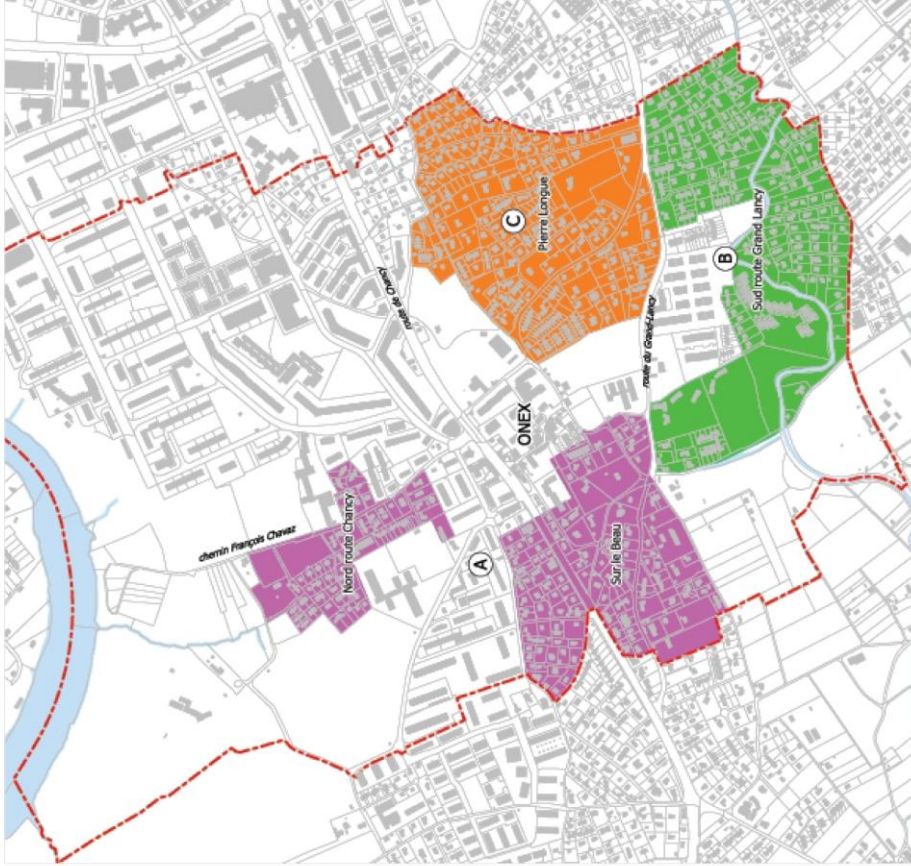 route de Chancy
C
Pierre Longue
ONEX
chemin François Chavaz
Nord route Chancy
A
Sur le Beau
route du Grand-Lancy
B
Sud route Grand Lancy